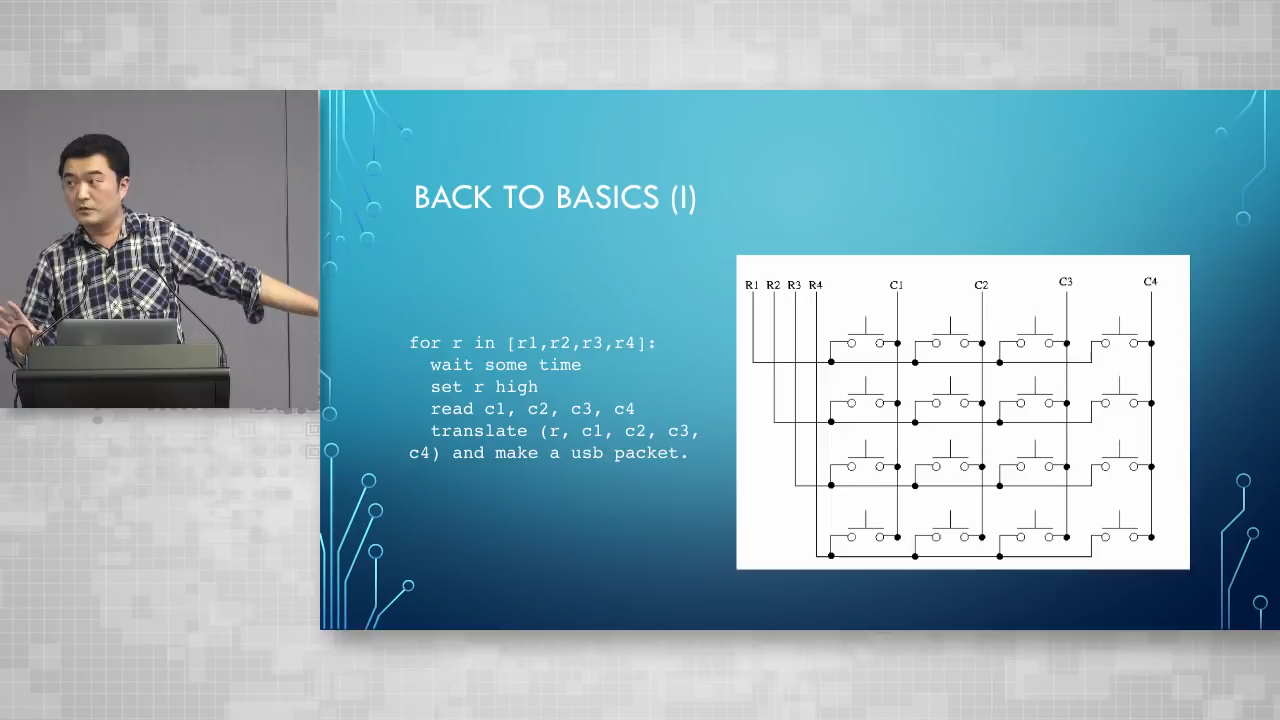 BACK TO BASICS (I)
for r in [r1,r2,r3,r4]:
wait some time
set r high
read c1, c2, c3, c4
translate (r, c1, c2, c3,
c4) and make a usb packet.
R1 R2 R3 R4 C1 C2 C3 C4